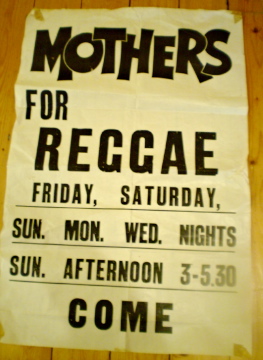 MOTHERS
FOR
REGGAE
FRIDAY, SATURDAY,
SUN. MON. WED. NIGHTS
SUN. AFTERNOON 3-5.30
COME